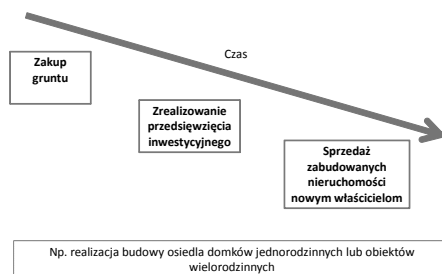 Czas
Zakup
gruntu
Zrealizowanie
przedsięwzięcia
inwestycyjnego
Sprzedaż
zabudowanych
nieruchomości
nowym właścicielom
Np. realizacja budowy osiedla domków jednorodzinnych lub obiektów
wielorodzinnych